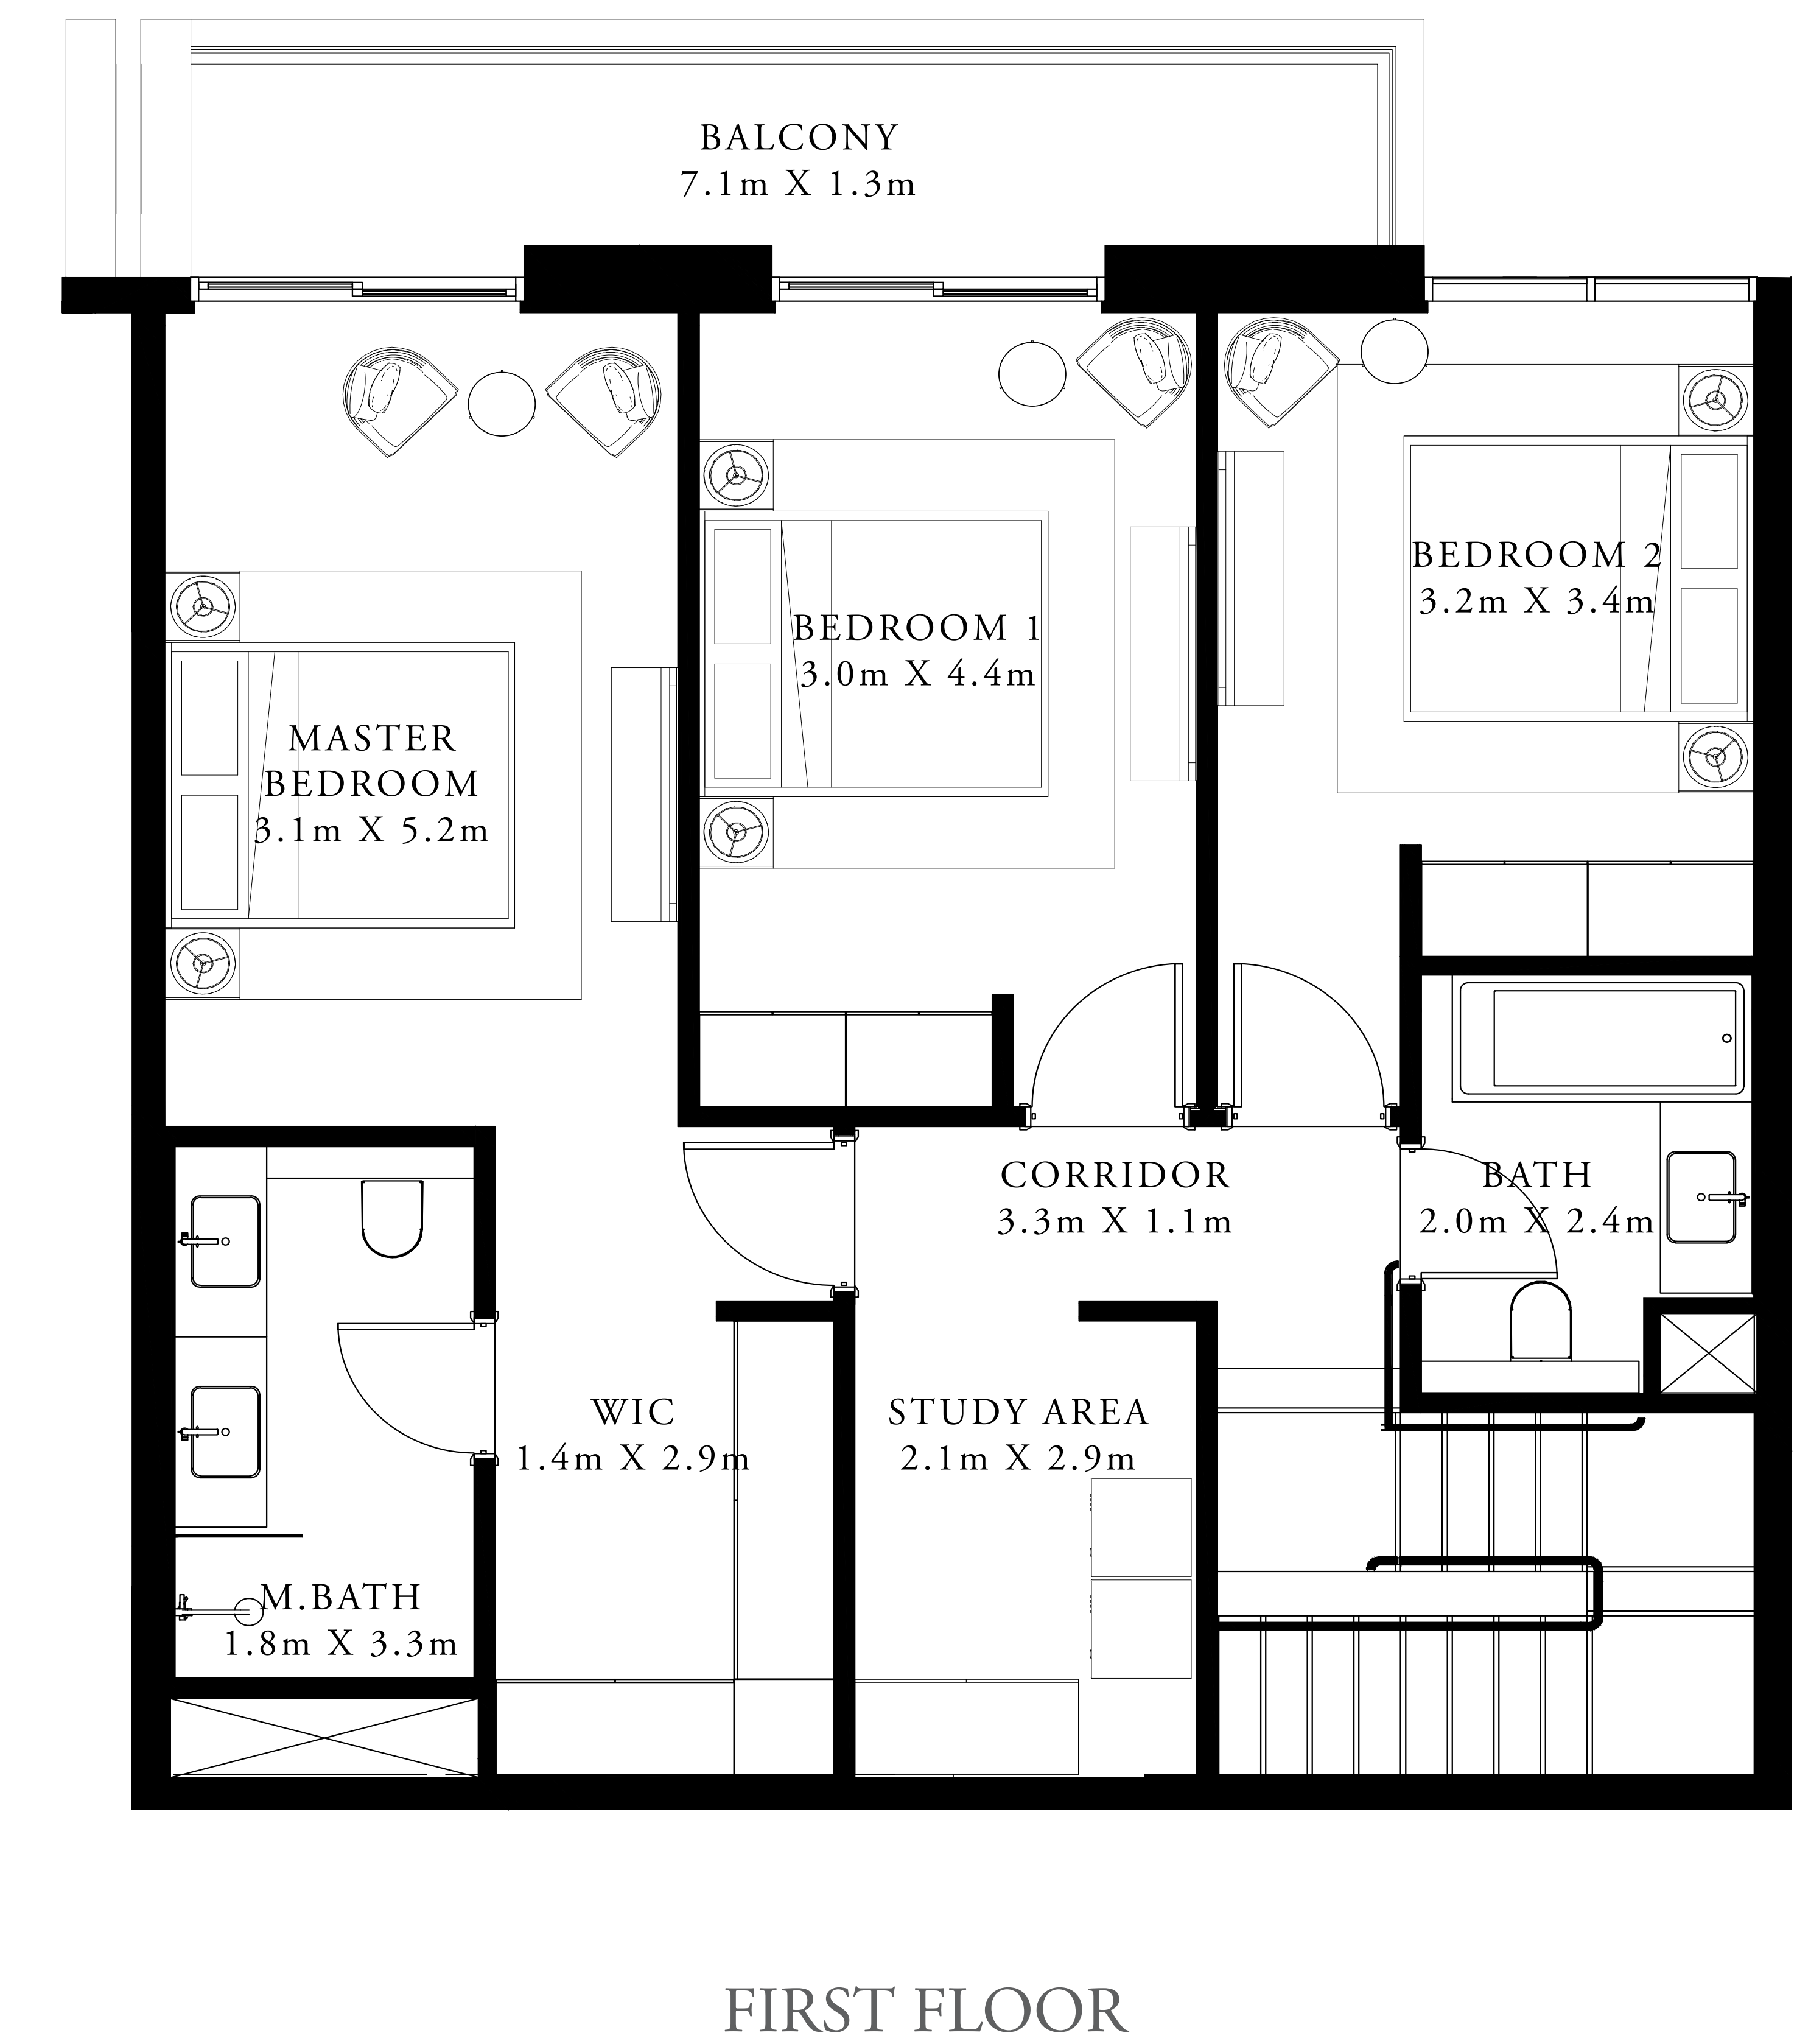 BALCONY
7.1m X 1.3m
BEDROOM 2
3.2m X 3.4m
BEDROOM 1
3.0m X 4.4m
MASTER
BEDROOM
3.1m X 5.2m
CORRIDOR
3.3m X 1.1m
BATH
2.0m X 2.4m
WIC
1.4m X 2.9m
STUDY AREA
2.1m X 2.9m
M.BATH
1.8m X 3.3m
FIRST FLOOR